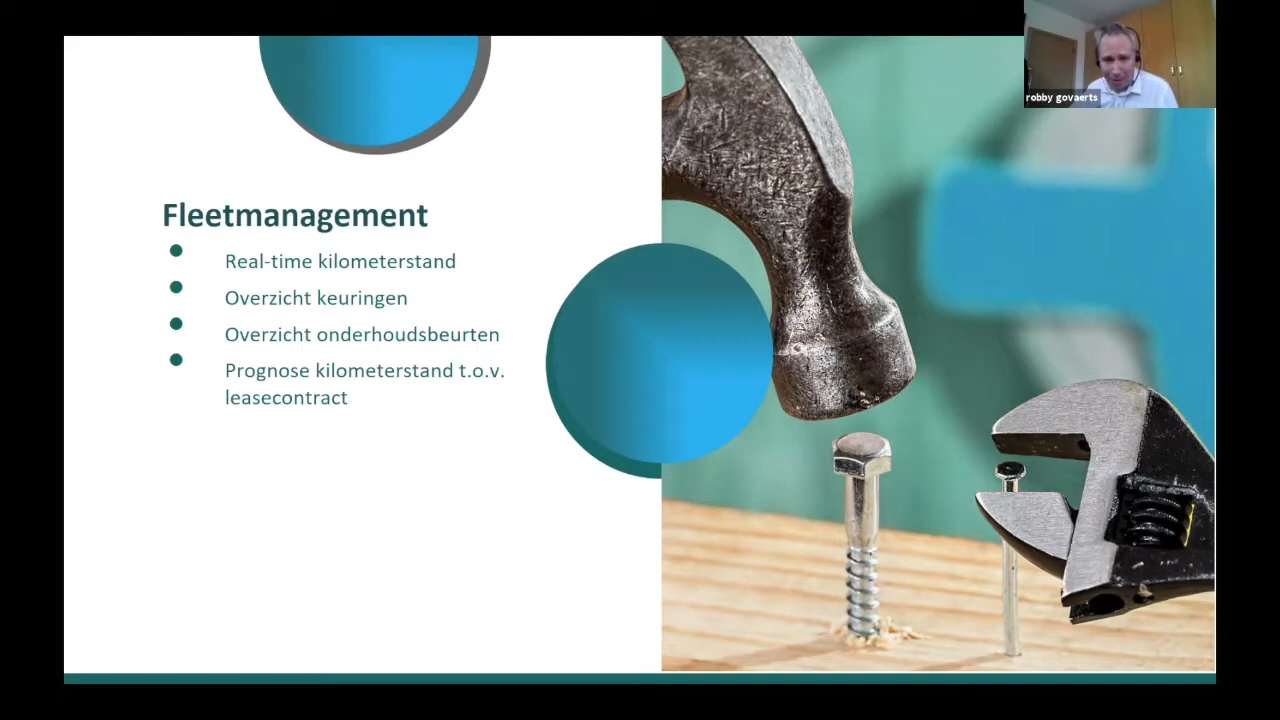 robby govaerts
Fleetmanagement
Real-time kilometerstand
Overzicht keuringen
Overzicht onderhoudsbeurten
Prognose kilometerstand t.o.v.
leasecontract